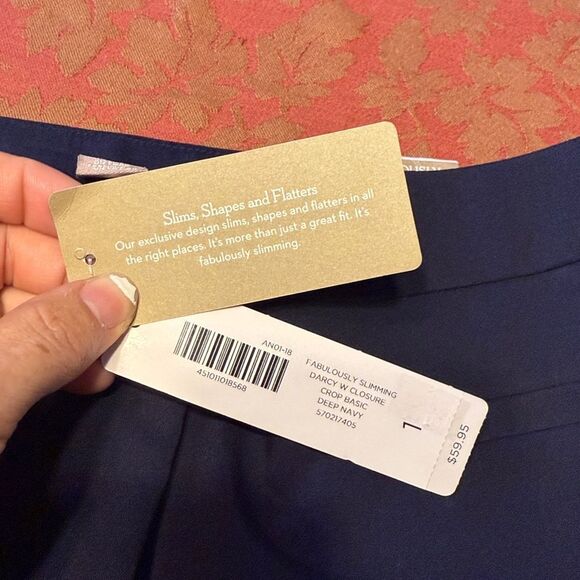 Slims, Shapes and Flatters
Our exclusive design slims, shapes and flatters in all
the right places. It's more than just a great fit. It's
fabulously slimming.
AN01-18
451011018568
FABULOUSLY SLIMMING
DARCY W CLOSURE
CROP BASIC
DEEP NAVY
570217405
1
$59.95